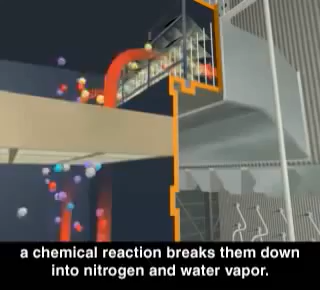 a chemical reaction breaks them down
into nitrogen and water vapor.